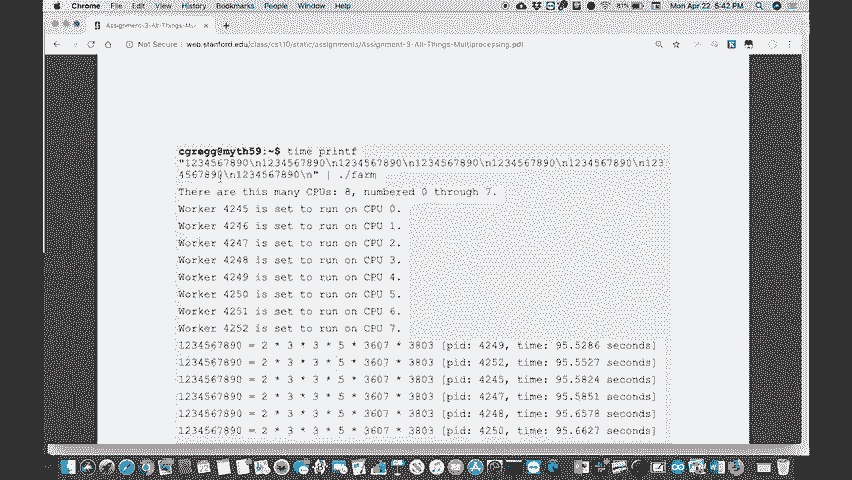 Chrome File Edit View History Bookmarks People Window Help
81% Mon Apr 22 5:42 PM
Assignment-3-All-Things-Mu
Not Secure | web.stanford.edu/class/cs110/static/assignments/Assignment-3-All-Things-Multiprocessing.pdf
cgregg@myth59:~$ time printf
"1234567890\n1234567890\n1234567890\n1234567890\n1234567890\n1234567890\n123
4567890\n1234567890\n" | ./farm
There are this many CPUs: 8, numbered 0 through 7.
Worker 4245 is set to run on CPU 0.
Worker 4246 is set to run on CPU 1.
Worker 4247 is set to run on CPU 2.
Worker 4248 is set to run on CPU 3.
Worker 4249 is set to run on CPU 4.
Worker 4250 is set to run on CPU 5.
Worker 4251 is set to run on CPU 6.
Worker 4252 is set to run on CPU 7.
1234567890 = 2 * 3 * 3 * 5 * 3607 * 3803 [pid: 4249, time: 95.5286 seconds]
1234567890 = 2 * 3 * 3 * 5 * 3607 * 3803 [pid: 4252, time: 95.5527 seconds]
1234567890 = 2 * 3 * 3 * 5 * 3607 * 3803 [pid: 4245, time: 95.5824 seconds]
1234567890 = 2 * 3 * 3 * 5 * 3607 * 3803 [pid: 4247, time: 95.5851 seconds]
1234567890 = 2 * 3 * 3 * 5 * 3607 * 3803 [pid: 4248, time: 95.6578 seconds]
1234567890 = 2 * 3 * 3 * 5 * 3607 * 3803 [pid: 4250, time: 95.6627 seconds]